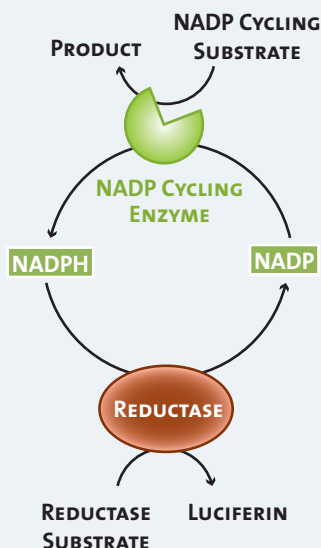 NADP CYCLING
SUBSTRATE
PRODUCT
NADP CYCLING
ENZYME
NADPH
NADP
REDUCTASE
REDUCTASE
SUBSTRATE
LUCIFERIN